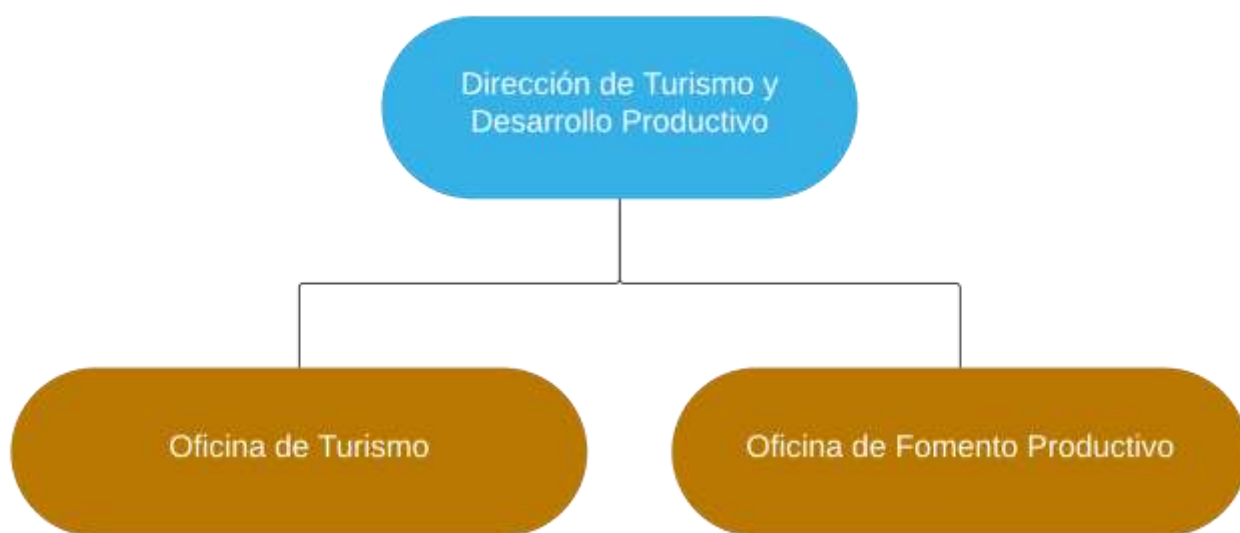 Dirección de Turismo y
Desarrollo Productivo
Oficina de Turismo
Oficina de Fomento Productivo